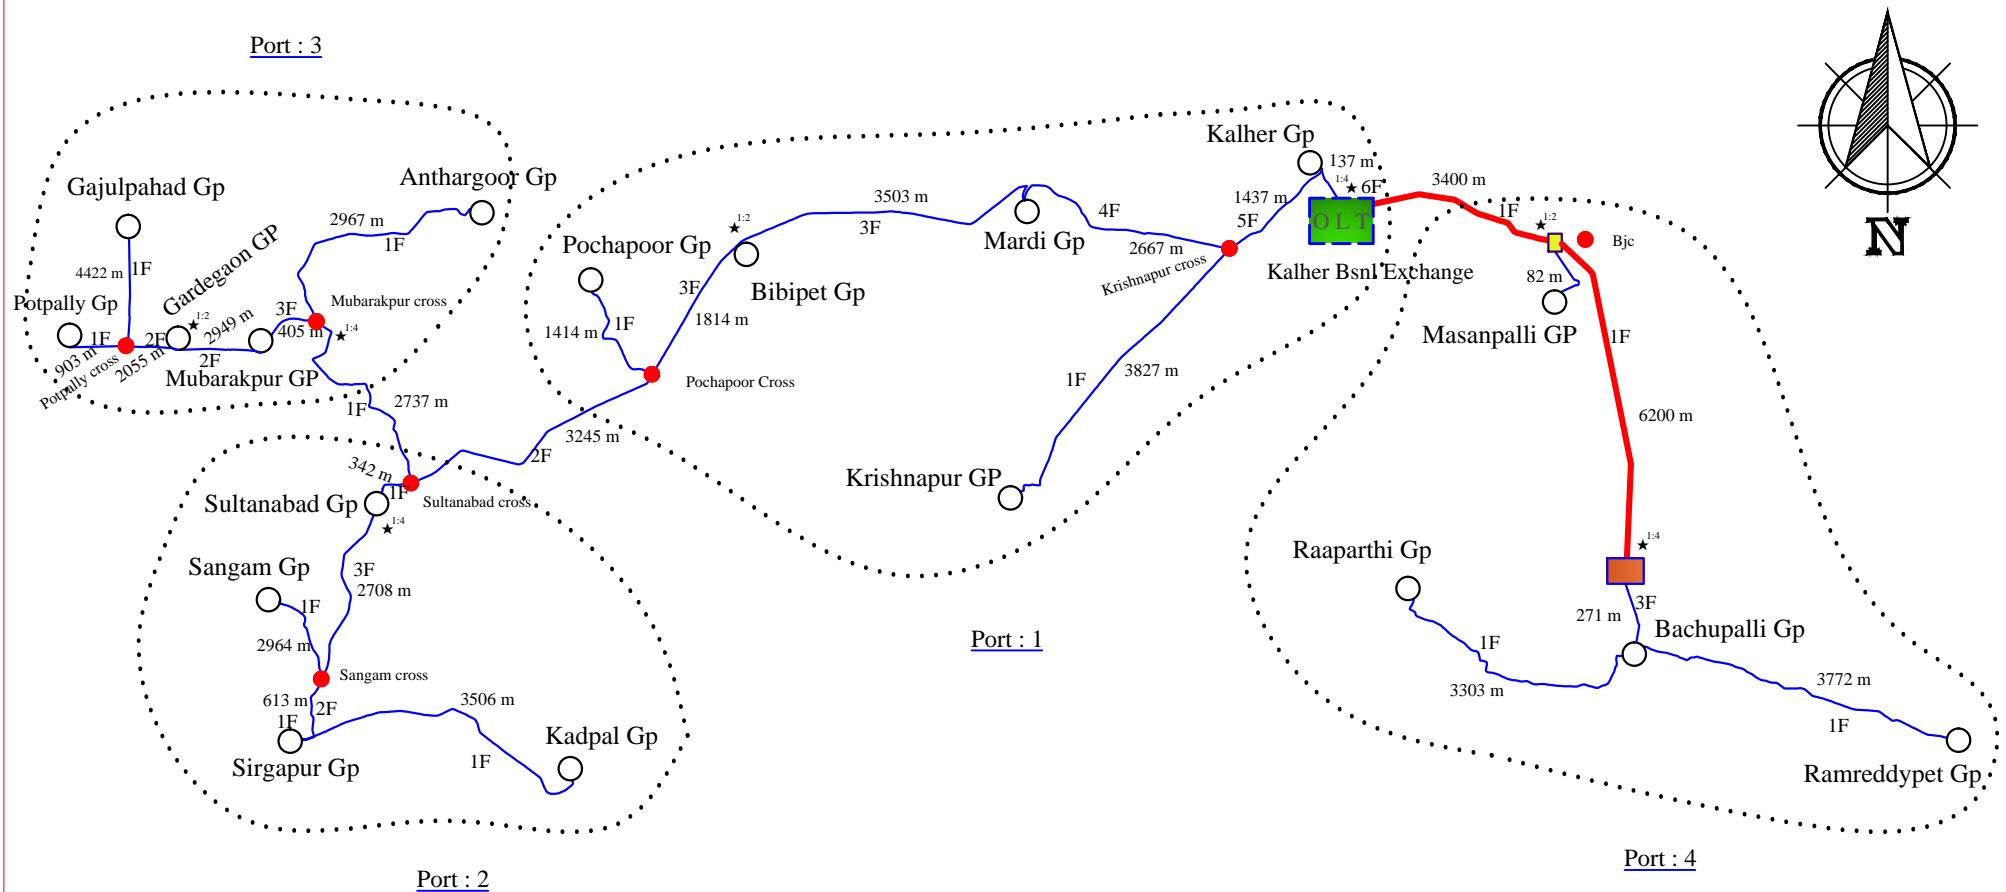 Port : 3
Kalher Gp
137 m
1:4
6F
3400 m
Gajulpahad Gp
Anthargoor Gp
2967 m
1F
3503 m
3F
1437 m
5F
4F
O L T
1F
1:2
Bjc
N
1:2
Pochapoor Gp
Mardi Gp
2667 m
Krishnapur cross
Kalher Bsnl Exchange
82 m
4422 m
1F
Gardegaon GP
Bibipet Gp
3F
1814 m
Masanpalli GP
1F
Potpally Gp
1F
903 m
Potpally cross
2F
2055 m
1:2
2949 m
2F
3F
405 m
Mubarakpur cross
1:4
Mubarakpur GP
1414 m
1F
Pochapoor Cross
1F
3827 m
1F
2737 m
3245 m
2F
6200 m
342 m
1F
Sultanabad Gp
Sultanabad cross
1:4
Krishnapur GP
Sangam Gp
3F
2708 m
1F
2964 m
Raaparthi Gp
1:4
271 m
3F
Bachupalli Gp
Port : 1
1F
3303 m
3772 m
1F
Sangam cross
613 m
2F
1F
3506 m
1F
Sirgapur Gp
Kadpal Gp
Ramreddypet Gp
Port : 4
Port : 2